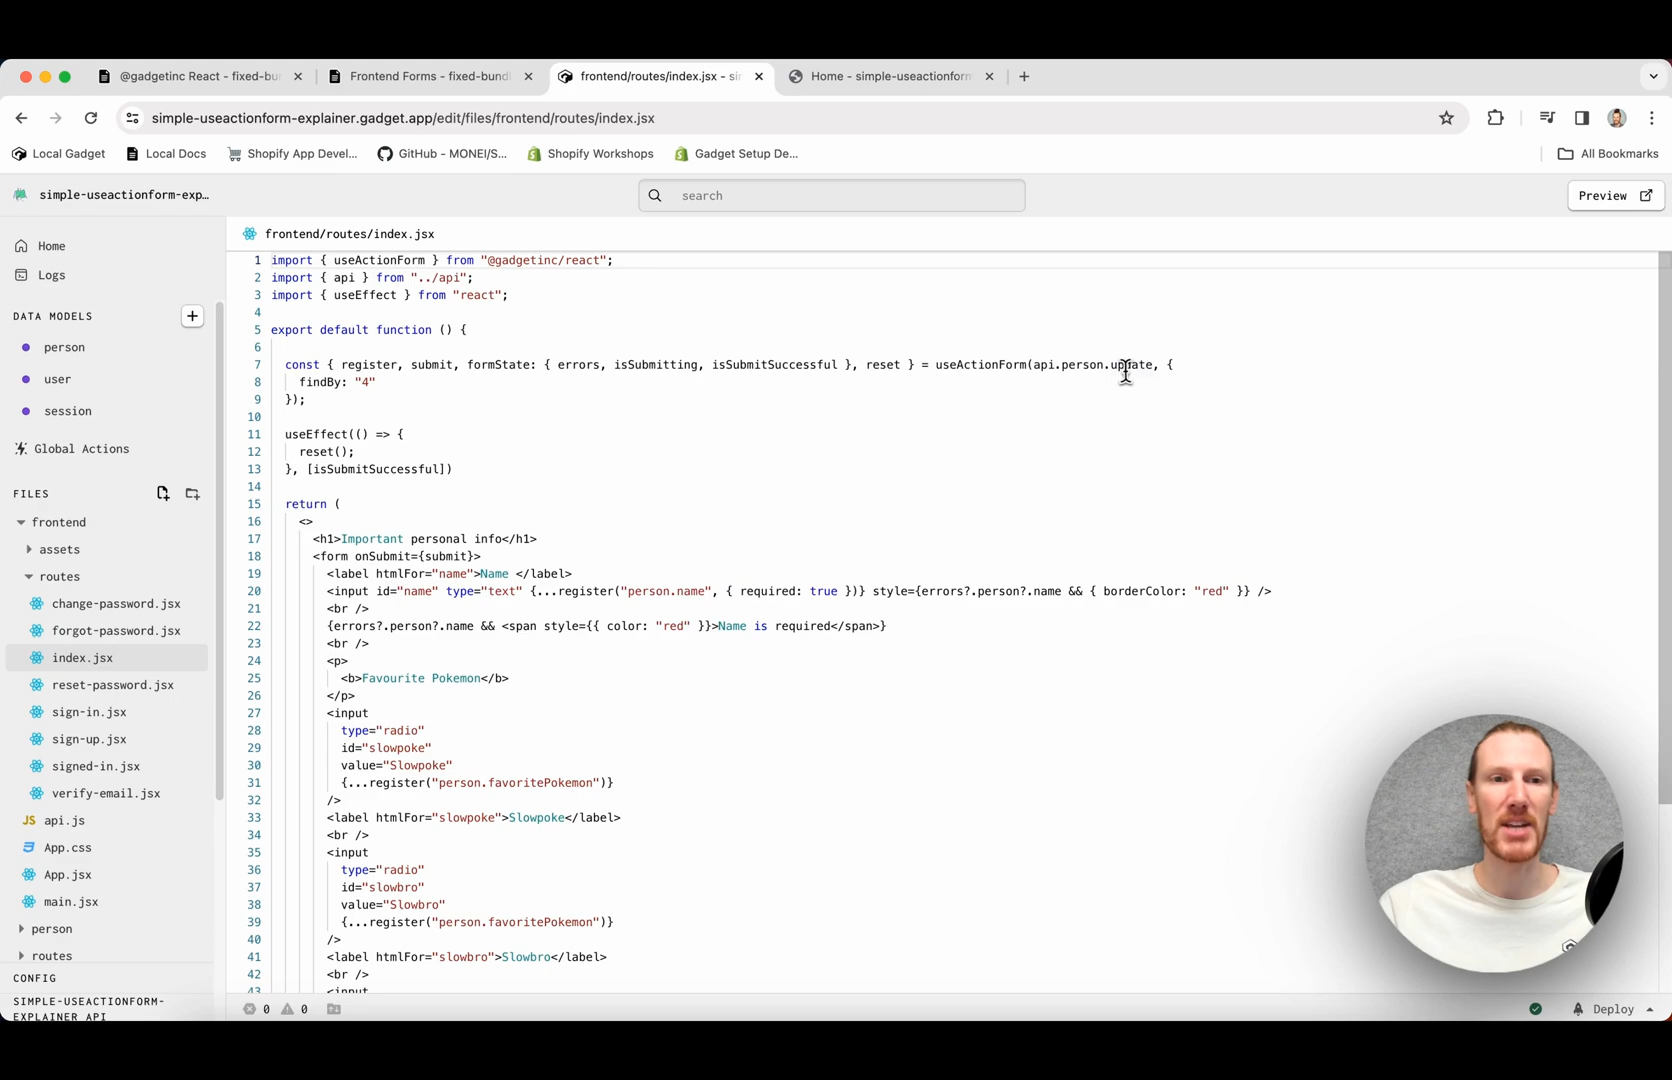 @gadgetinc React - fixed-bu
Frontend Forms - fixed-bund
frontend/routes/index.jsx - si
Home - simple-useactionform
simple-useactionform-explainer.gadget.app/edit/files/frontend/routes/index.jsx
Local Gadget
Local Docs
Shopify App Devel...
GitHub - MONEI/S...
Shopify Workshops
Gadget Setup De...
All Bookmarks
simple-useactionform-exp…
search
Preview
Home
Logs
DATA MODELS
person
user
session
Global Actions
FILES
frontend
assets
routes
change-password.jsx
forgot-password.jsx
index.jsx
reset-password.jsx
sign-in.jsx
sign-up.jsx
signed-in.jsx
verify-email.jsx
JS api.js
App.css
App.jsx
main.jsx
person
routes
CONFIG
SIMPLE-USEACTIONFORM-
EXPLAINER API
frontend/routes/index.jsx
1 import { useActionForm } from "@gadgetinc/react";
2 import { api } from "../api";
3 import { useEffect } from "react";
4
5 export default function () {
6
7 const { register, submit, formState: { errors, isSubmitting, isSubmitSuccessful }, reset } = useActionForm(api.person.update, {
8 findBy: "4"
9 });
10
11 useEffect(() => {
12 reset();
13 }, [isSubmitSuccessful])
14
15 return (
16 <>
17 <h1>Important personal info</h1>
18 <form onSubmit={submit}>
19 <label htmlFor="name">Name </label>
20 <input id="name" type="text" {...register("person.name", { required: true })} style={errors?.person?.name && { borderColor: "red" }} />
21 <br />
22 {errors?.person?.name && <span style={{ color: "red" }}>Name is required</span>}
23 <br />
24 <p>
25 <b>Favourite Pokemon</b>
26 </p>
27 <input
28 type="radio"
29 id="slowpoke"
30 value="Slowpoke"
31 {...register("person.favoritePokemon")}
32 />
33 <label htmlFor="slowpoke">Slowpoke</label>
34 <br />
35 <input
36 type="radio"
37 id="slowbro"
38 value="Slowbro"
39 {...register("person.favoritePokemon")}
40 />
41 <label htmlFor="slowbro">Slowbro</label>
42 <br />
43 <input
0 0
Deploy